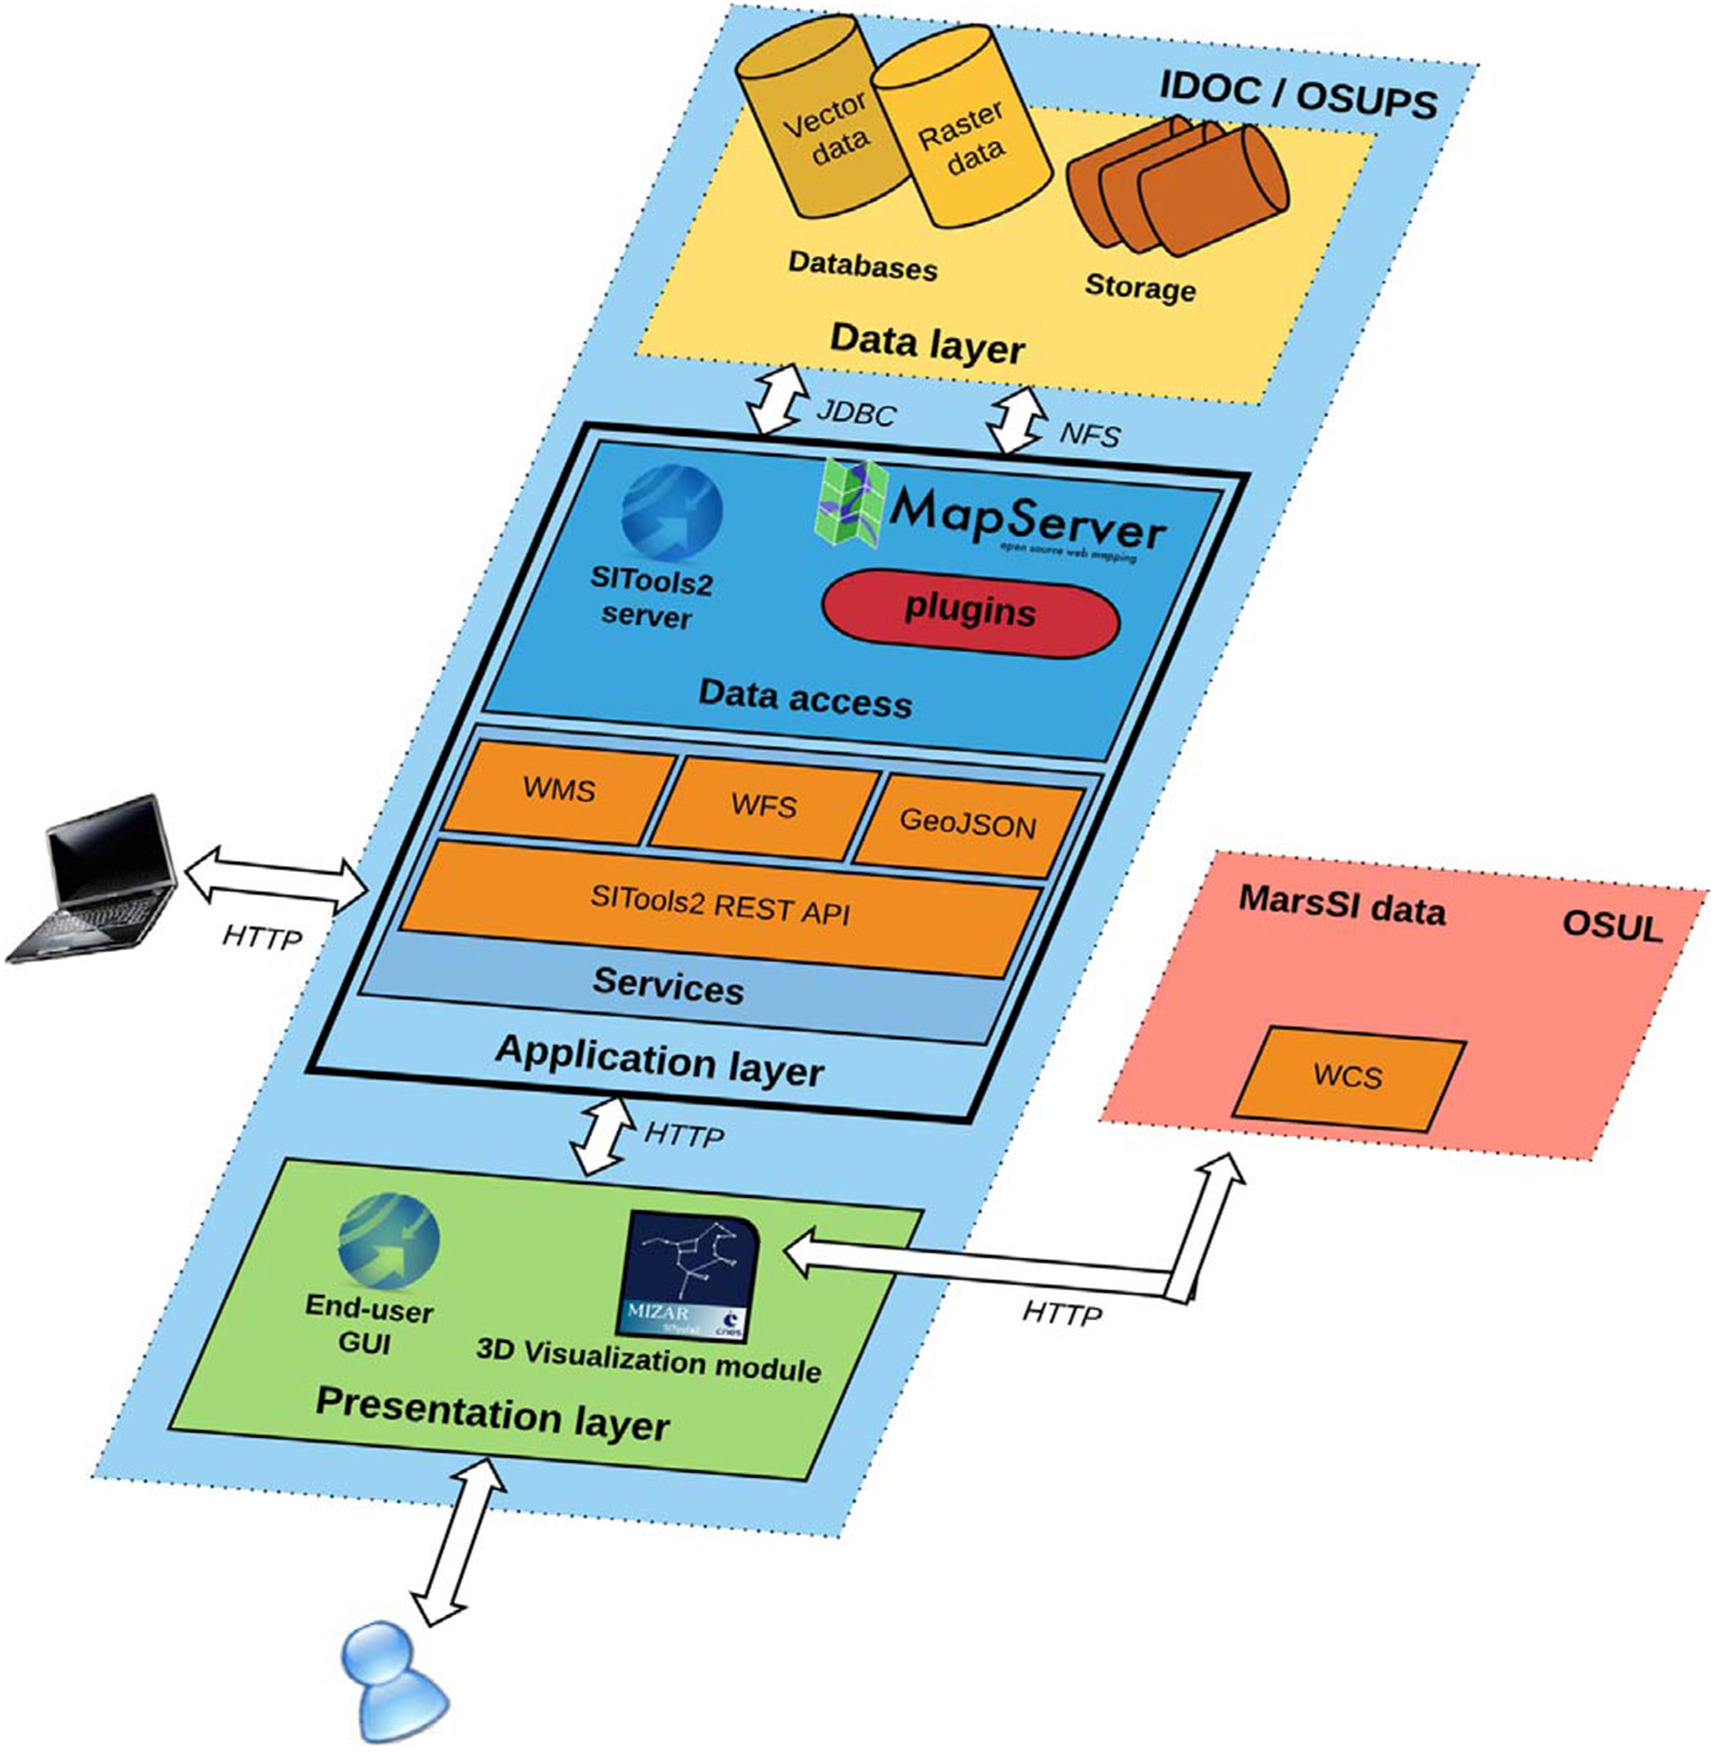 IDOC / OSUPS
Vector
data
Raster
data
Databases
Storage
Data layer
JDBC
NFS
SITools2
server
MapServer
open source web mapping
plugins
Data access
WMS
WFS
GeoJSON
SITools2 REST API
Services
Application layer
HTTP
MarsSI data
OSUL
WCS
HTTP
End-user
GUI
MIZAR
cnes
3D Visualization module
HTTP
Presentation layer